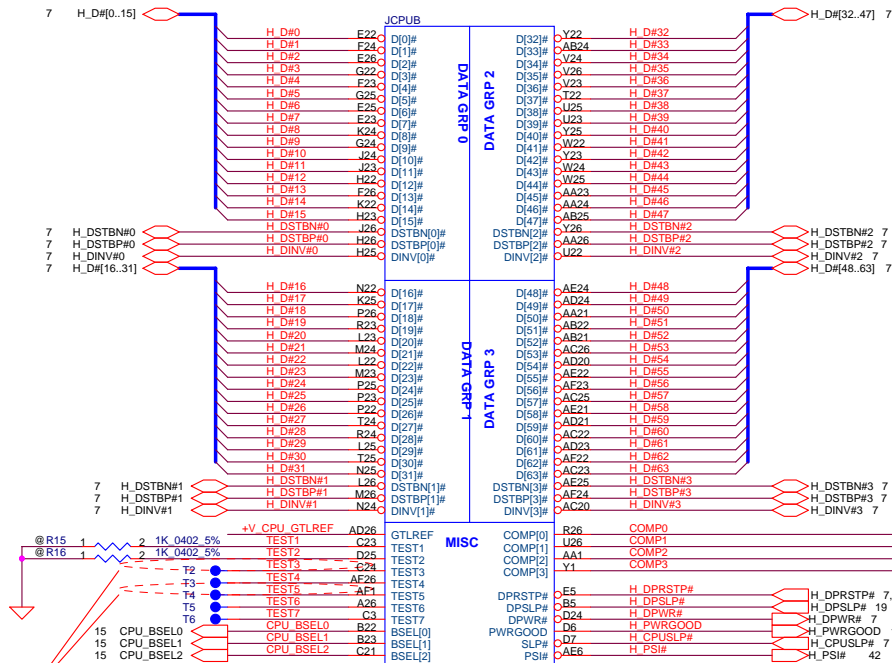 JCPUB
7 H_D#[0..15] H_D#[32..47] 7
H_D#0 E22 D[0]# D[32]# Y22 H_D#32
H_D#1 F24 D[1]# D[33]# AB24 H_D#33
H_D#2 E26 D[2]# D[34]# V24 H_D#34
H_D#3 G22 D[3]# D[35]# V26 H_D#35
H_D#4 F23 D[4]# D[36]# V23 H_D#36
H_D#5 G25 D[5]# D[37]# T22 H_D#37
H_D#6 E25 D[6]# D[38]# U25 H_D#38
H_D#7 E23 D[7]# D[39]# U23 H_D#39
H_D#8 K24 D[8]# D[40]# Y25 H_D#40
H_D#9 G24 D[9]# D[41]# W22 H_D#41
H_D#10 J24 D[10]# D[42]# Y23 H_D#42
H_D#11 J23 D[11]# D[43]# W24 H_D#43
H_D#12 H22 D[12]# D[44]# W25 H_D#44
H_D#13 F26 D[13]# D[45]# AA23 H_D#45
H_D#14 K22 D[14]# D[46]# AA24 H_D#46
H_D#15 H23 D[15]# D[47]# AB25 H_D#47
7 H_DSTBN#0 H_DSTBN#0 J26 DSTBN[0]# DSTBN[2]# Y26 H_DSTBN#2 H_DSTBN#2 7
7 H_DSTBP#0 H_DSTBP#0 H26 DSTBP[0]# DSTBP[2]# AA26 H_DSTBP#2 H_DSTBP#2 7
7 H_DINV#0 H_DINV#0 H25 DINV[0]# DINV[2]# U22 H_DINV#2 H_DINV#2 7
7 H_D#[16..31] H_D#[48..63] 7
DATA GRP 0
DATA GRP 2
H_D#16 N22 D[16]# D[48]# AE24 H_D#48
H_D#17 K25 D[17]# D[49]# AD24 H_D#49
H_D#18 P26 D[18]# D[50]# AA21 H_D#50
H_D#19 R23 D[19]# D[51]# AB22 H_D#51
H_D#20 L23 D[20]# D[52]# AB21 H_D#52
H_D#21 M24 D[21]# D[53]# AC26 H_D#53
H_D#22 L22 D[22]# D[54]# AD20 H_D#54
H_D#23 M23 D[23]# D[55]# AE22 H_D#55
H_D#24 P25 D[24]# D[56]# AF23 H_D#56
H_D#25 P23 D[25]# D[57]# AC25 H_D#57
H_D#26 P22 D[26]# D[58]# AE21 H_D#58
H_D#27 T24 D[27]# D[59]# AD21 H_D#59
H_D#28 R24 D[28]# D[60]# AC22 H_D#60
H_D#29 L25 D[29]# D[61]# AD23 H_D#61
H_D#30 T25 D[30]# D[62]# AF22 H_D#62
H_D#31 N25 D[31]# D[63]# AC23 H_D#63
7 H_DSTBN#1 H_DSTBN#1 L26 DSTBN[1]# DSTBN[3]# AE25 H_DSTBN#3 H_DSTBN#3 7
7 H_DSTBP#1 H_DSTBP#1 M26 DSTBP[1]# DSTBP[3]# AF24 H_DSTBP#3 H_DSTBP#3 7
7 H_DINV#1 H_DINV#1 N24 DINV[1]# DINV[3]# AC20 H_DINV#3 H_DINV#3 7
DATA GRP 1
DATA GRP 3
MISC
+V_CPU_GTLREF AD26 GTLREF COMP[0] R26 COMP0
@ R15 1 2 1K_0402_5% TEST1 C23 TEST1 COMP[1] U26 COMP1
@ R16 1 2 1K_0402_5% TEST2 D25 TEST2 COMP[2] AA1 COMP2
T2 TEST3 C24 TEST3 COMP[3] Y1 COMP3
T3 TEST4 AF26 TEST4
T4 TEST5 AF1 TEST5 DPRSTP# E5 H_DPRSTP# H_DPRSTP# 7,
T5 TEST6 A26 TEST6 DPSLP# B5 H_DPSLP# H_DPSLP# 19
T6 TEST7 C3 TEST7 DPWR# D24 H_DPWR# H_DPWR# 7
15 CPU_BSEL0 CPU_BSEL0 B22 BSEL[0] PWRGOOD D6 H_PWRGOOD H_PWRGOOD
15 CPU_BSEL1 CPU_BSEL1 B23 BSEL[1] SLP# D7 H_CPUSLP# H_CPUSLP# 7
15 CPU_BSEL2 CPU_BSEL2 C21 BSEL[2] PSI# AE6 H_PSI# H_PSI# 42